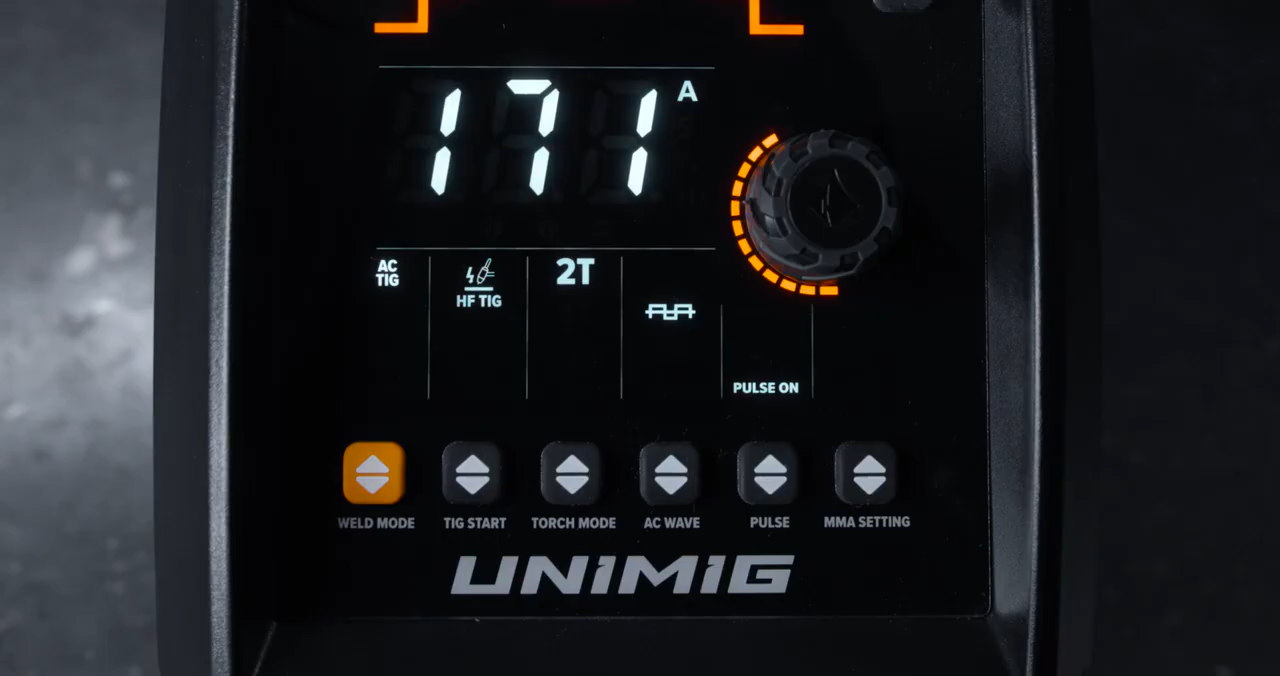 171 A
AC
TIG
HF TIG
2T
PULSE ON
WELD MODE
TIG START
TORCH MODE
AC WAVE
PULSE
MMA SETTING
UNIMIG